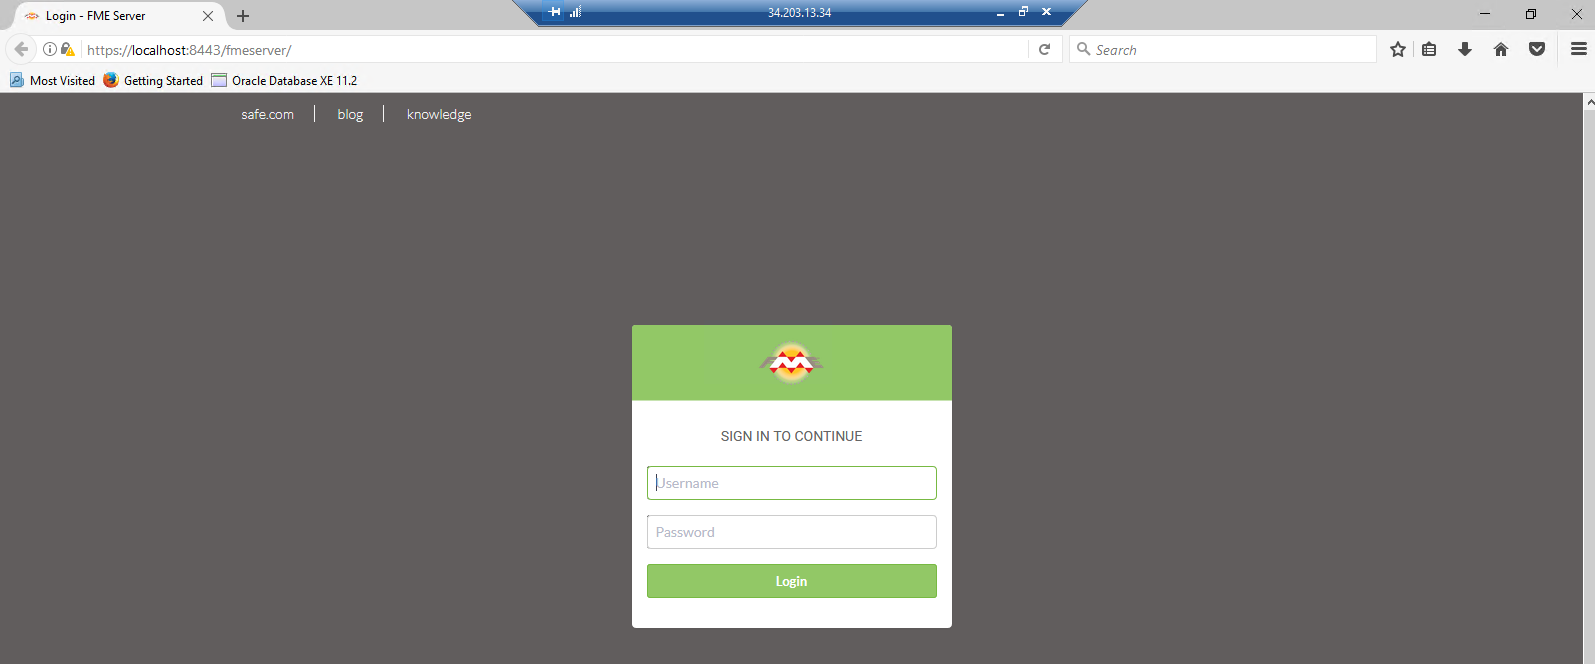 Login - FME Server
34.203.13.34
https://localhost:8443/fmeserver/
Search
Most Visited Getting Started Oracle Database XE 11.2
safe.com blog knowledge
SIGN IN TO CONTINUE
Username
Password
Login